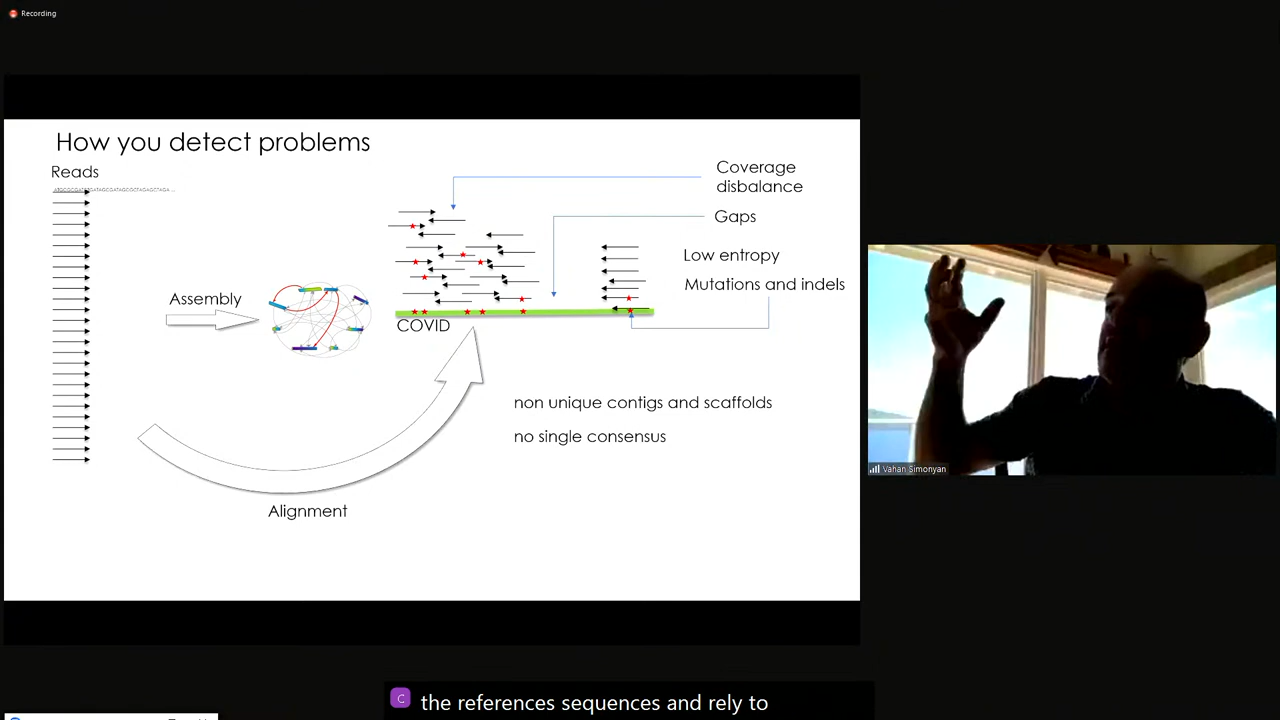 Recording
How you detect problems
Reads
Coverage
disbalance
Gaps
Low entropy
Mutations and indels
Assembly
COVID
non unique contigs and scaffolds
no single consensus
Alignment
Vahan Simonyan
C
the references sequences and rely to